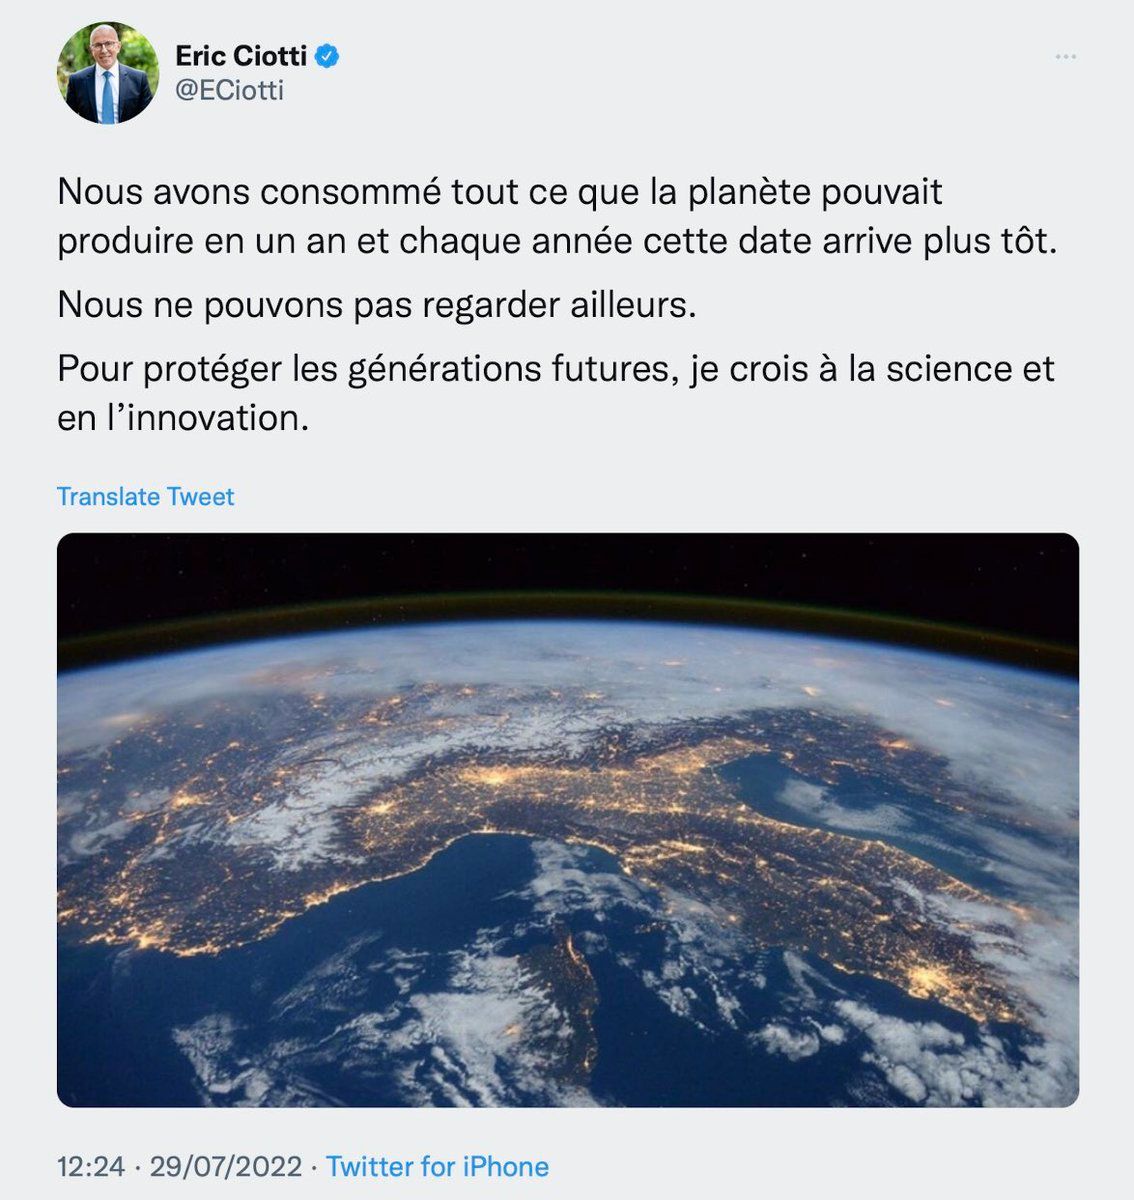 Eric Ciotti
@ECiotti
Nous avons consommé tout ce que la planète pouvait
produire en un an et chaque année cette date arrive plus tôt.
Nous ne pouvons pas regarder ailleurs.
Pour protéger les générations futures, je crois à la science et
en l’innovation.
Translate Tweet
12:24 · 29/07/2022 · Twitter for iPhone